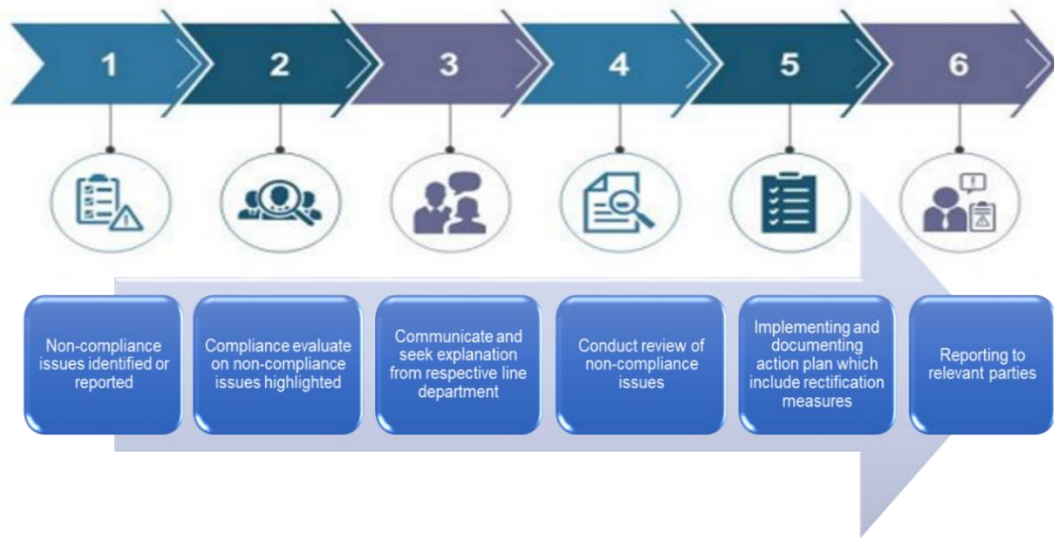 1
2
3
4
5
6
Non-compliance
issues identified or
reported
Compliance evaluate
on non-compliance
issues highlighted
Communicate and
seek explanation
from respective line
department
Conduct review of
non-compliance
issues
Implementing and
documenting
action plan which
include rectification
measures
Reporting to
relevant parties